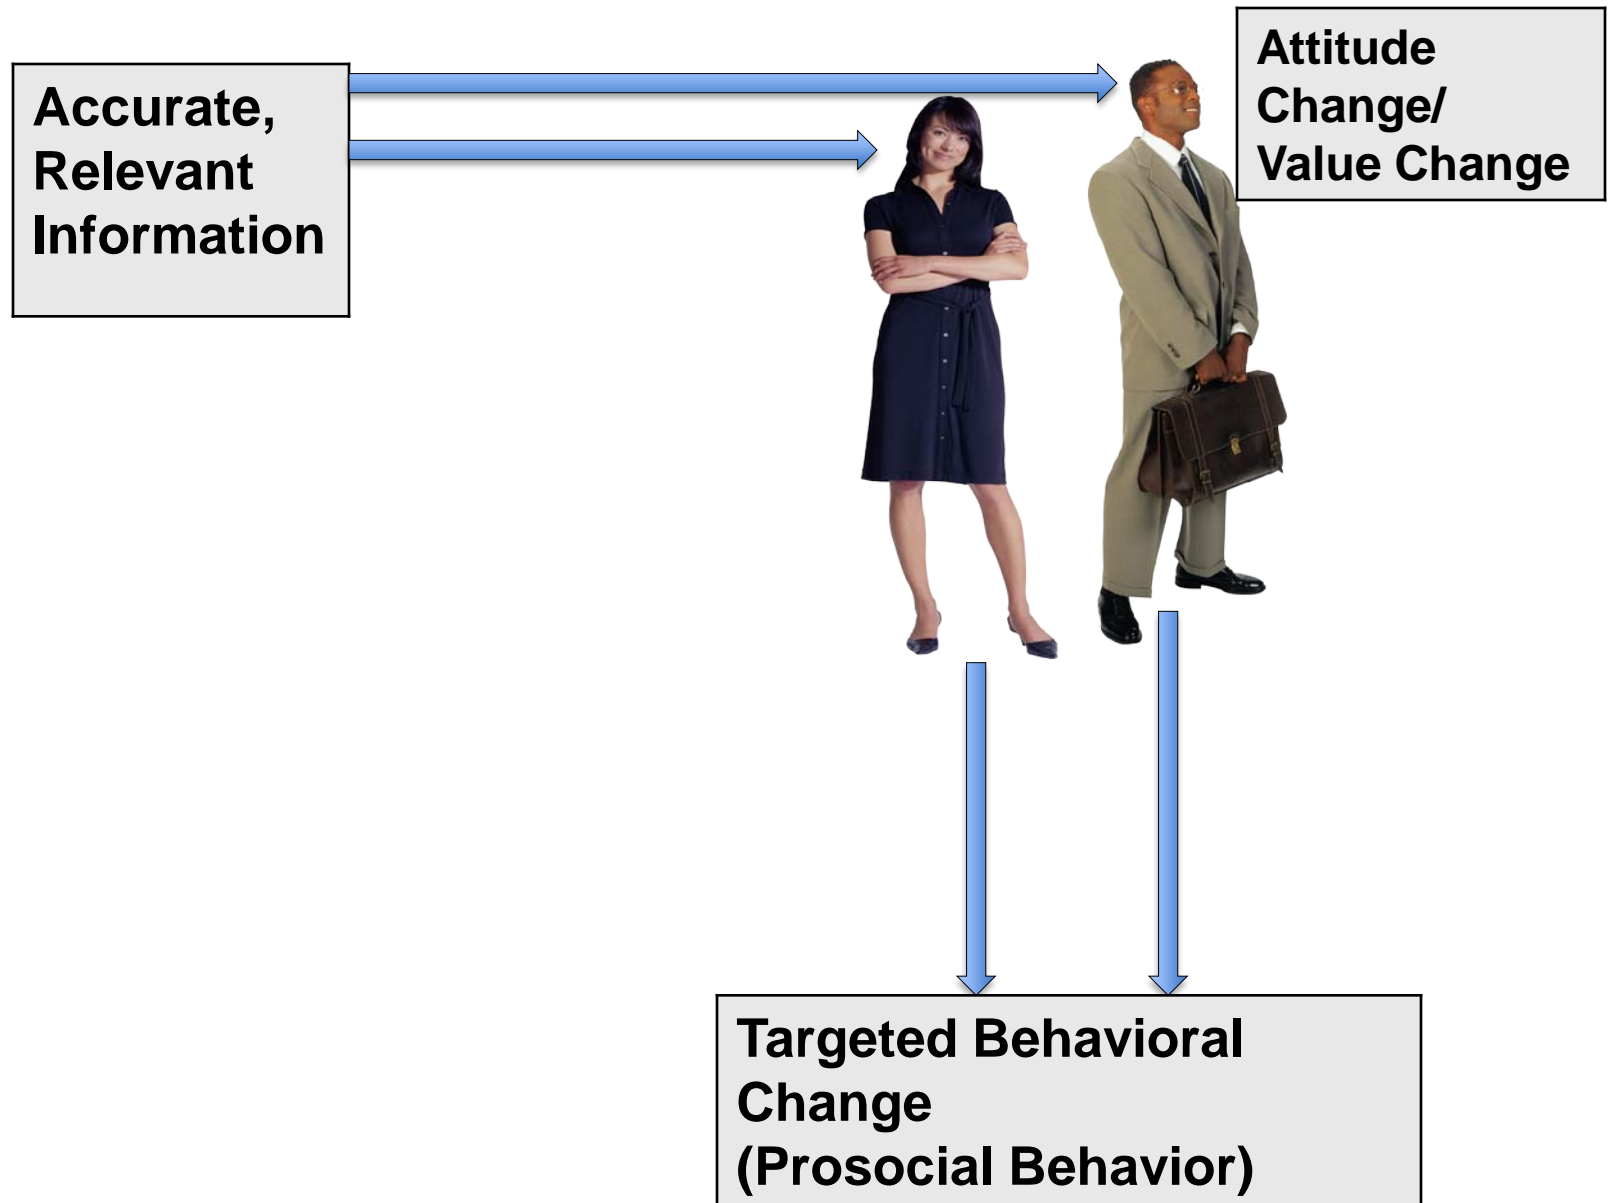 Accurate,
Relevant
Information
Attitude
Change/
Value Change
Targeted Behavioral
Change
(Prosocial Behavior)